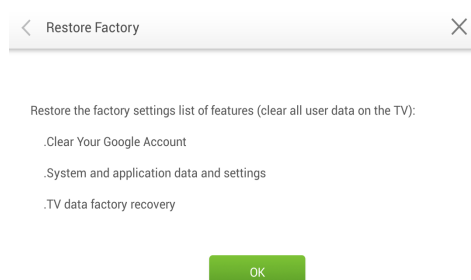 Restore Factory
Restore the factory settings list of features (clear all user data on the TV):
.Clear Your Google Account
.System and application data and settings
.TV data factory recovery
OK